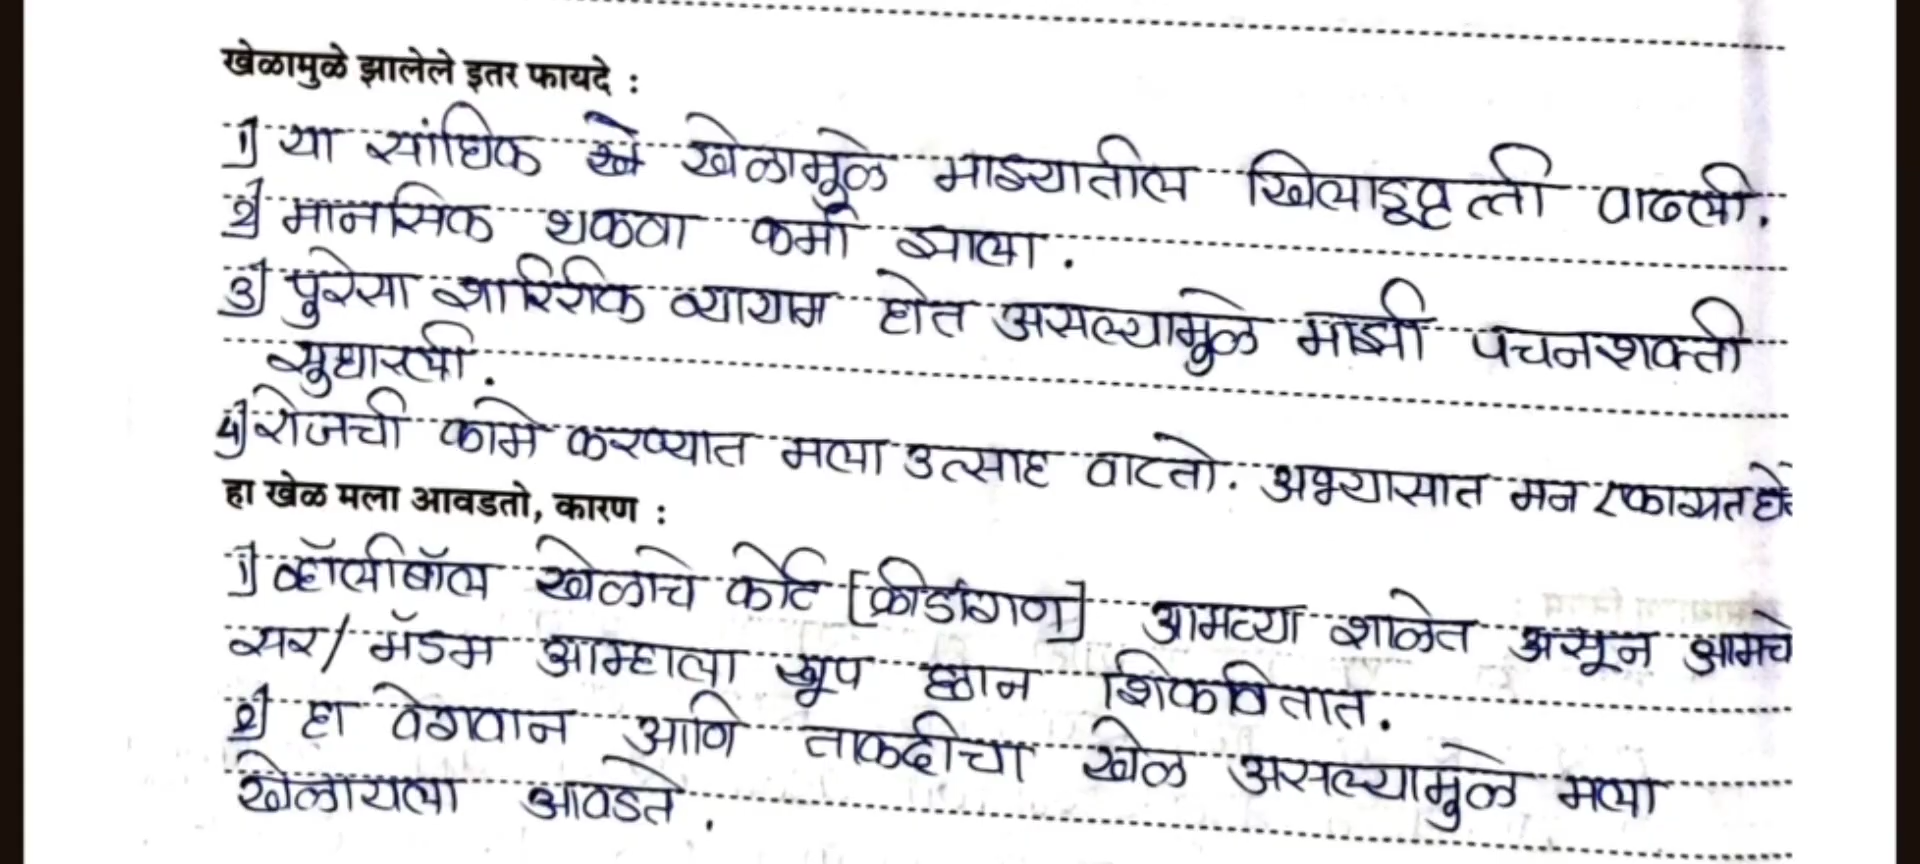 खेळामुळे झालेले इतर फायदे :
1) या सांघिक खेळामुळे माझ्यातील खिलाडूवृत्ती वाढली.
2) मानसिक थकवा कमी झाला.
3) पुरेसा शारिरीक व्यायाम होत असल्यामुळे माझी पचनशक्ती
सुधारली.
4) रोजची कामे करण्यात मला उत्साह वाटतो. अभ्यासात मन एकाग्रत
हा खेळ मला आवडतो, कारण :
1) व्हॉलीबॉल खेळाचे कोर्ट [क्रीडांगण] आमच्या शाळेत असून आमचे
सर/ मॅडम आम्हाला खूप छान शिकवितात.
2) हा वेगवान आणि ताकदीचा खेळ असल्यामुळे मला
खेळायला आवडते.